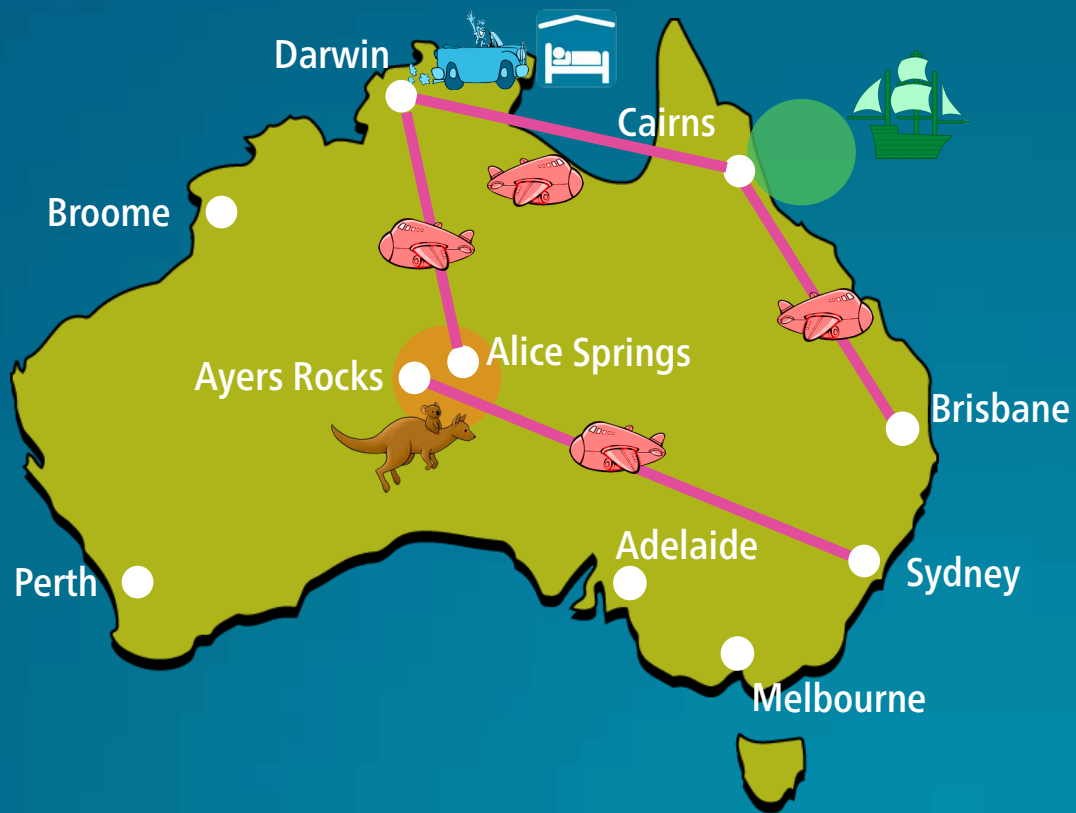 Darwin
Cairns
Broome
Alice Springs
Ayers Rocks
Brisbane
Adelaide
Sydney
Perth
Melbourne